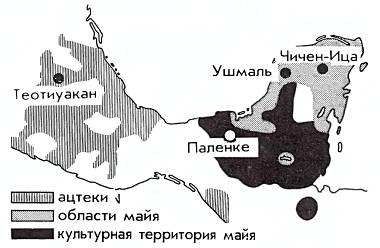 Чичен-Ица
Ушмаль
Теотиуакан
Паленке
ацтеки
области майя
культурная территория майя